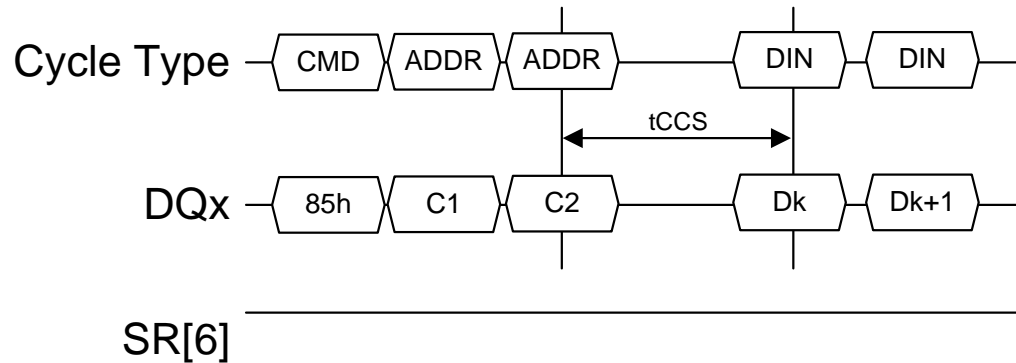 Cycle Type CMD ADDR ADDR DIN DIN
tCCS
DQx 85h C1 C2 Dk Dk+1
SR[6]